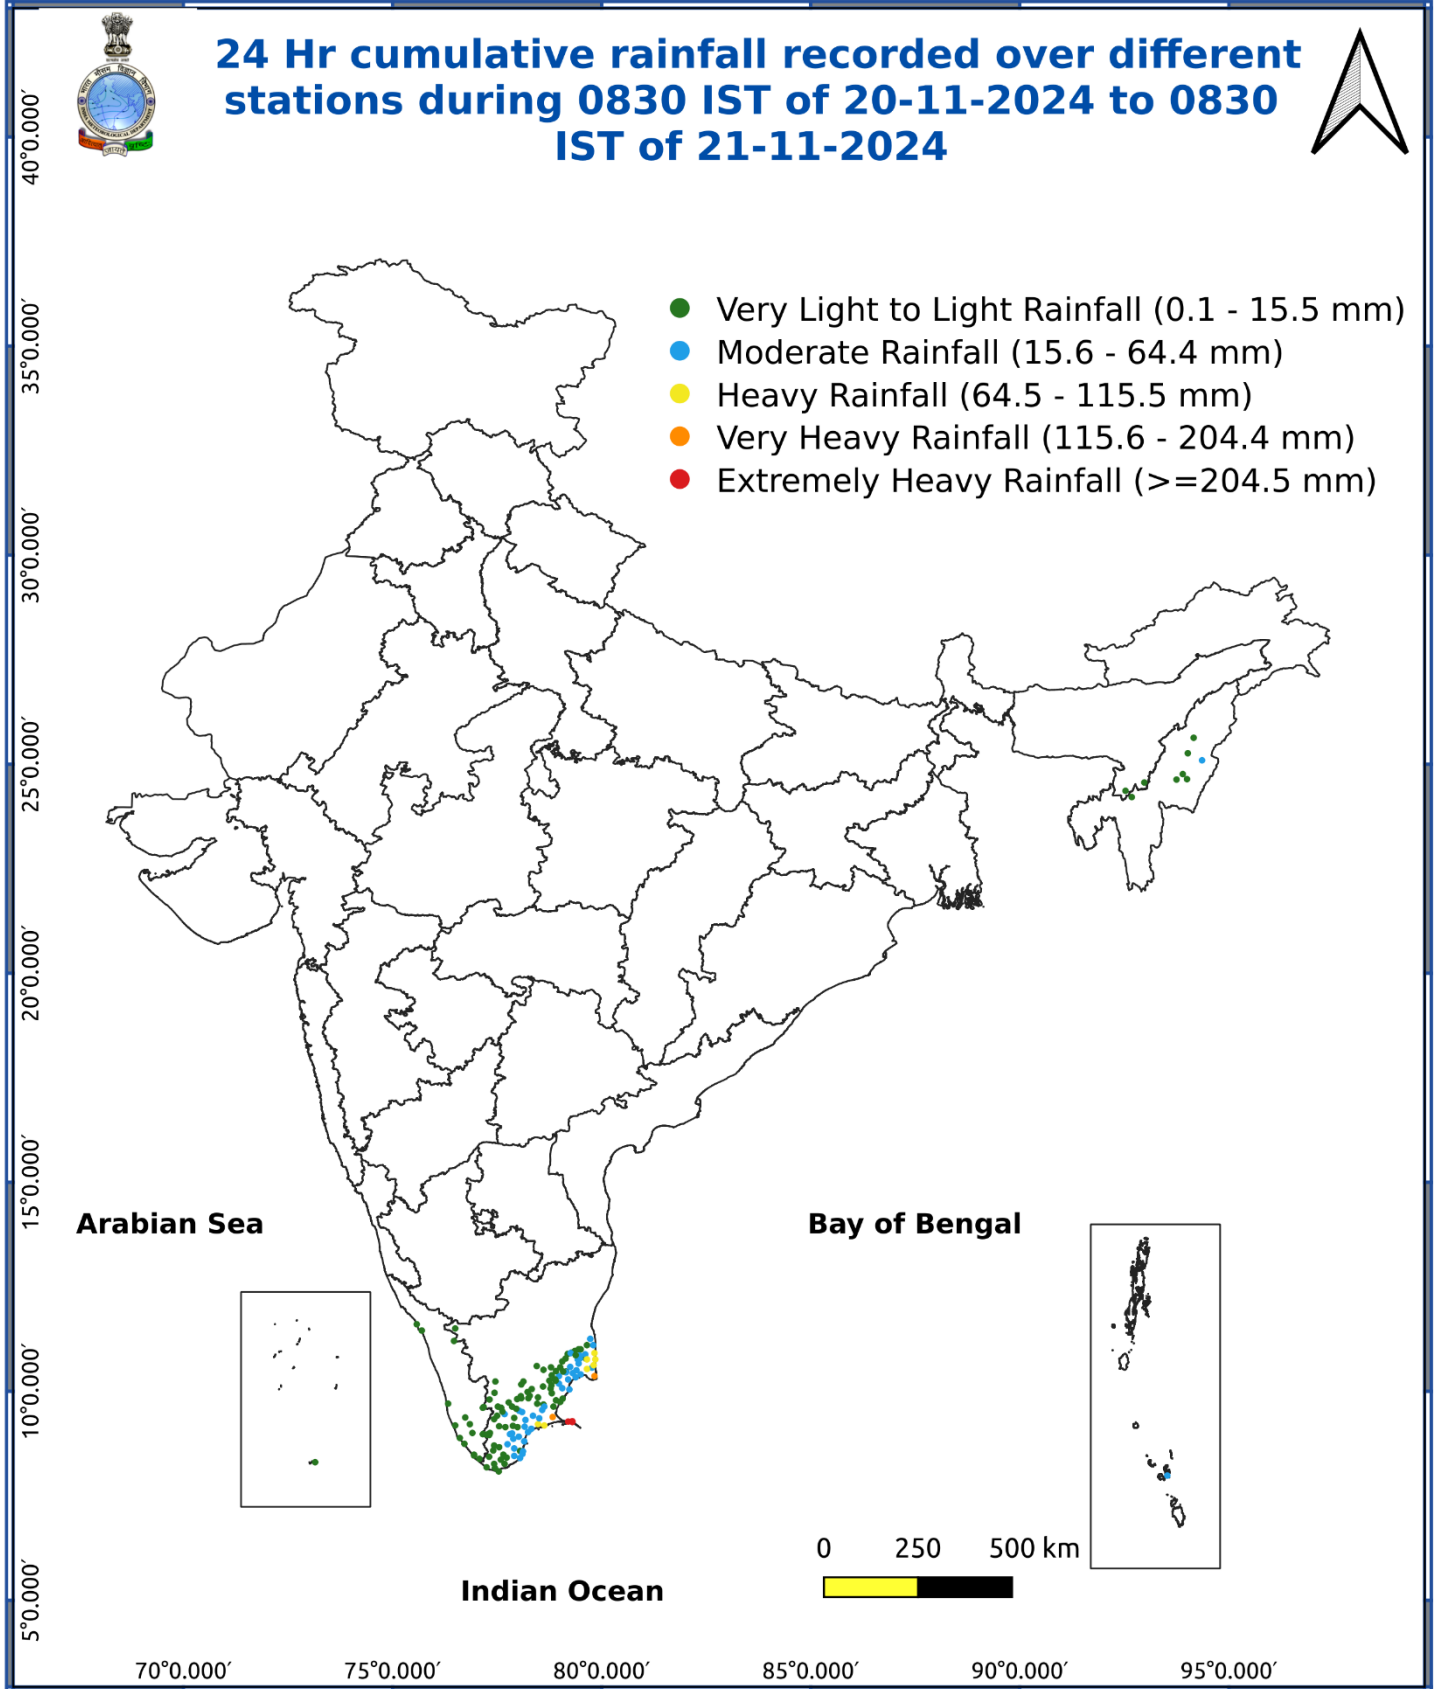 24 Hr cumulative rainfall recorded over different
stations during 0830 IST of 20-11-2024 to 0830
IST of 21-11-2024
Very Light to Light Rainfall (0.1 - 15.5 mm)
Moderate Rainfall (15.6 - 64.4 mm)
Heavy Rainfall (64.5 - 115.5 mm)
Very Heavy Rainfall (115.6 - 204.4 mm)
Extremely Heavy Rainfall (>=204.5 mm)
40°0.000′
35°0.000′
30°0.000′
25°0.000′
20°0.000′
15°0.000′
10°0.000′
5°0.000′
Arabian Sea
Bay of Bengal
Indian Ocean
0 250 500 km
70°0.000′ 75°0.000′ 80°0.000′ 85°0.000′ 90°0.000′ 95°0.000′